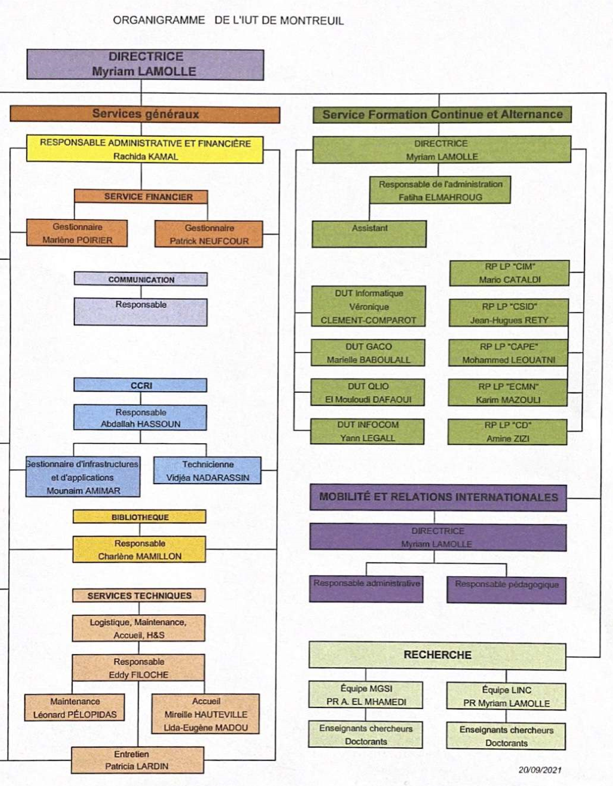 ORGANIGRAMME DE L'IUT DE MONTREUIL
DIRECTRICE
Myriam LAMOLLE
Services généraux
RESPONSABLE ADMINISTRATIVE ET FINANCIÈRE
Rachida KAMAL
SERVICE FINANCIER
Gestionnaire
Marlène POIRIER
Gestionnaire
Patrick NEUFCOUR
COMMUNICATION
Responsable
CCRI
Responsable
Abdallah HASSOUN
Gestionnaire d'infrastructures
et d'applications
Mounaim AMIMAR
Technicienne
Vidjéa NADARASSIN
BIBLIOTHEQUE
Responsable
Charlène MAMILLON
SERVICES TECHNIQUES
Logistique, Maintenance,
Accueil, H&S
Responsable
Eddy FILOCHE
Maintenance
Léonard PÉLOPIDAS
Accueil
Mireille HAUTEVILLE
Lida-Eugène MADOU
Entretien
Patricia LARDIN
Service Formation Continue et Alternance
DIRECTRICE
Myriam LAMOLLE
Responsable de l'administration
Fatiha ELMAHROUG
Assistant
DUT Informatique
Véronique
CLEMENT-COMPAROT
DUT GACO
Marielle BABOULALL
DUT QLIO
El Mouloudi DAFAOUI
DUT INFOCOM
Yann LEGALL
RP LP "CIM"
Mario CATALDI
RP LP "CSID"
Jean-Hugues RETY
RP LP "CAPE"
Mohammed LEOUATNI
RP LP "ECMN"
Karim MAZOULI
RP LP "CD"
Amine ZIZI
MOBILITÉ ET RELATIONS INTERNATIONALES
DIRECTRICE
Myriam LAMOLLE
Responsable administrative
Responsable pédagogique
RECHERCHE
Équipe MGSI
PR A. EL MHAMEDI
Enseignants chercheurs
Doctorants
Équipe LINC
PR Myriam LAMOLLE
Enseignants chercheurs
Doctorants
20/09/2021